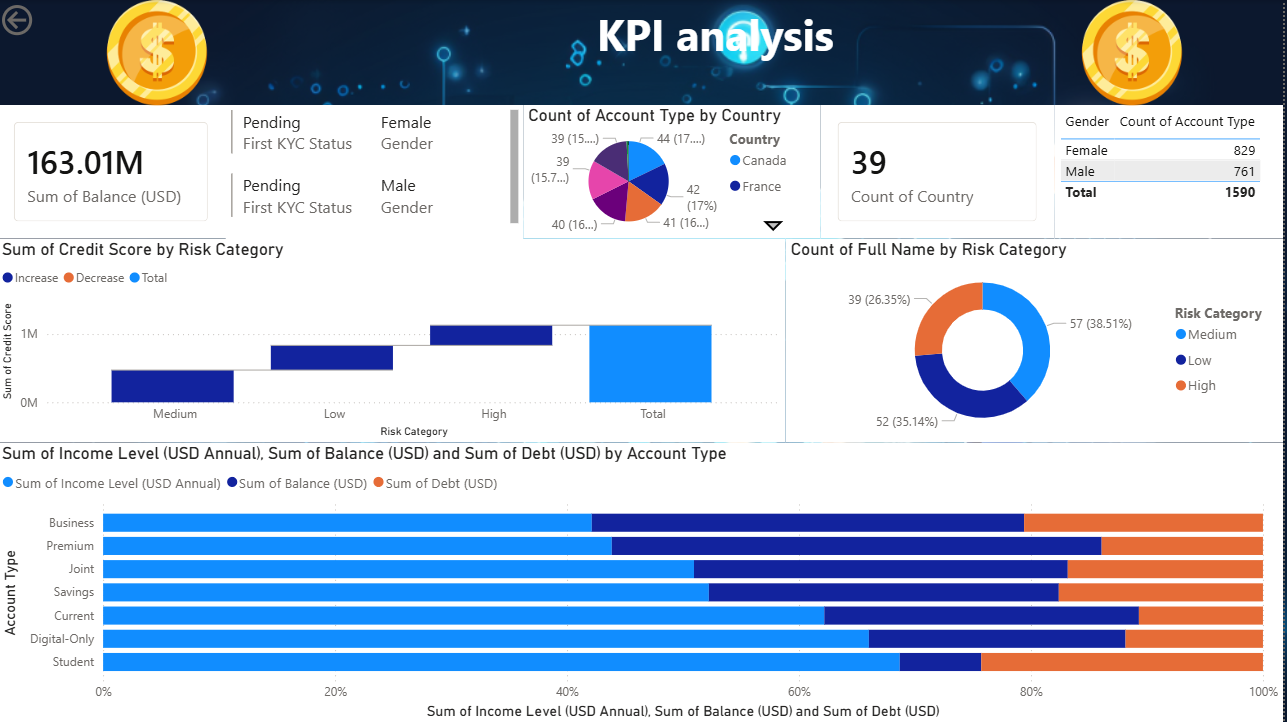 KPI analysis
163.01M
Sum of Balance (USD)
Pending
First KYC Status
Female
Gender
Pending
First KYC Status
Male
Gender
Count of Account Type by Country
39 (15....)
44 (17....)
39
(15.7...)
42
(17%)
40 (16...)
41 (16...)
Country
Canada
France
39
Count of Country
Gender Count of Account Type
Female 829
Male 761
Total 1590
Sum of Credit Score by Risk Category
Increase Decrease Total
Sum of Credit Score
1M
0M
Medium Low High Total
Risk Category
Count of Full Name by Risk Category
39 (26.35%)
57 (38.51%)
52 (35.14%)
Risk Category
Medium
Low
High
Sum of Income Level (USD Annual), Sum of Balance (USD) and Sum of Debt (USD) by Account Type
Sum of Income Level (USD Annual) Sum of Balance (USD) Sum of Debt (USD)
Account Type
Business
Premium
Joint
Savings
Current
Digital-Only
Student
0% 20% 40% 60% 80% 100%
Sum of Income Level (USD Annual), Sum of Balance (USD) and Sum of Debt (USD)